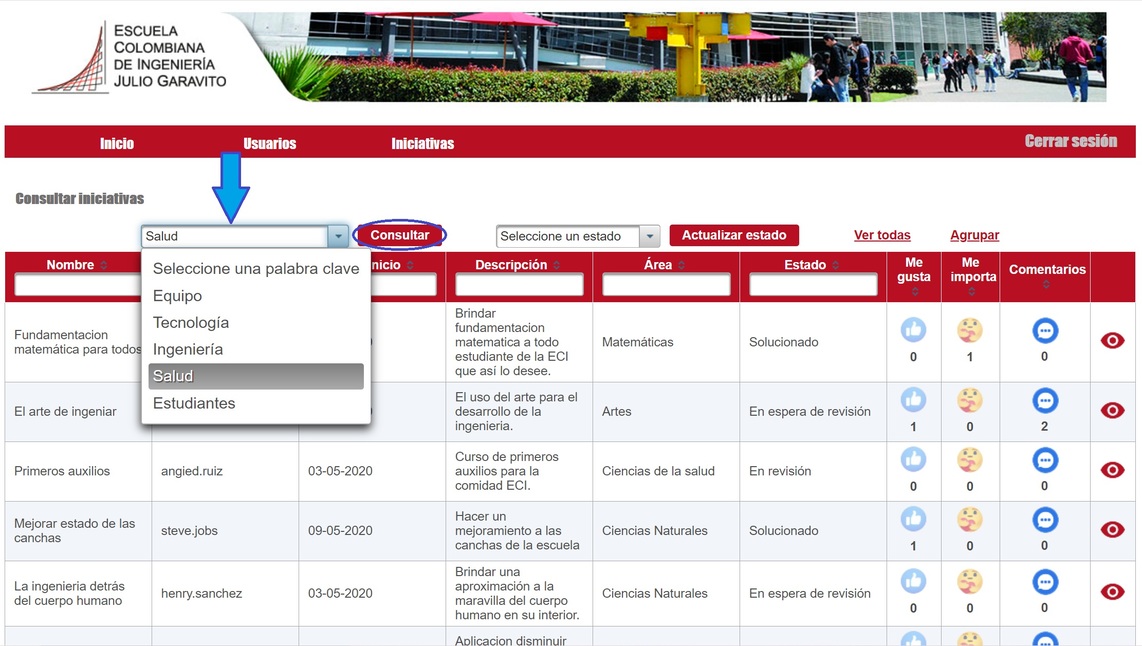 ESCUELA
COLOMBIANA
DE INGENIERÍA
JULIO GARAVITO
Inicio
Usuarios
Iniciativas
Cerrar sesión
Consultar iniciativas
Salud
Consultar
Seleccione un estado
Actualizar estado
Ver todas
Agrupar
Seleccione una palabra clave
Equipo
Tecnología
Ingeniería
Salud
Estudiantes
Nombre
nicio
Descripción
Área
Estado
Me
gusta
Me
importa
Comentarios
Fundamentacion
matemática para todos
Brindar
fundamentacion
matematica a todo
estudiante de la ECI
que así lo desee.
Matemáticas
Solucionado
0
1
0
El arte de ingeniar
El uso del arte para el
desarrollo de la
ingenieria.
Artes
En espera de revisión
1
0
2
Primeros auxilios
angied.ruiz
03-05-2020
Curso de primeros
auxilios para la
comidad ECI.
Ciencias de la salud
En revisión
0
0
0
Mejorar estado de las
canchas
steve.jobs
09-05-2020
Hacer un
mejoramiento a las
canchas de la escuela
Ciencias Naturales
Solucionado
1
0
0
La ingenieria detrás
del cuerpo humano
henry.sanchez
03-05-2020
Brindar una
aproximación a la
maravilla del cuerpo
humano en su interior.
Ciencias Naturales
En espera de revisión
0
0
0
Aplicacion disminuir